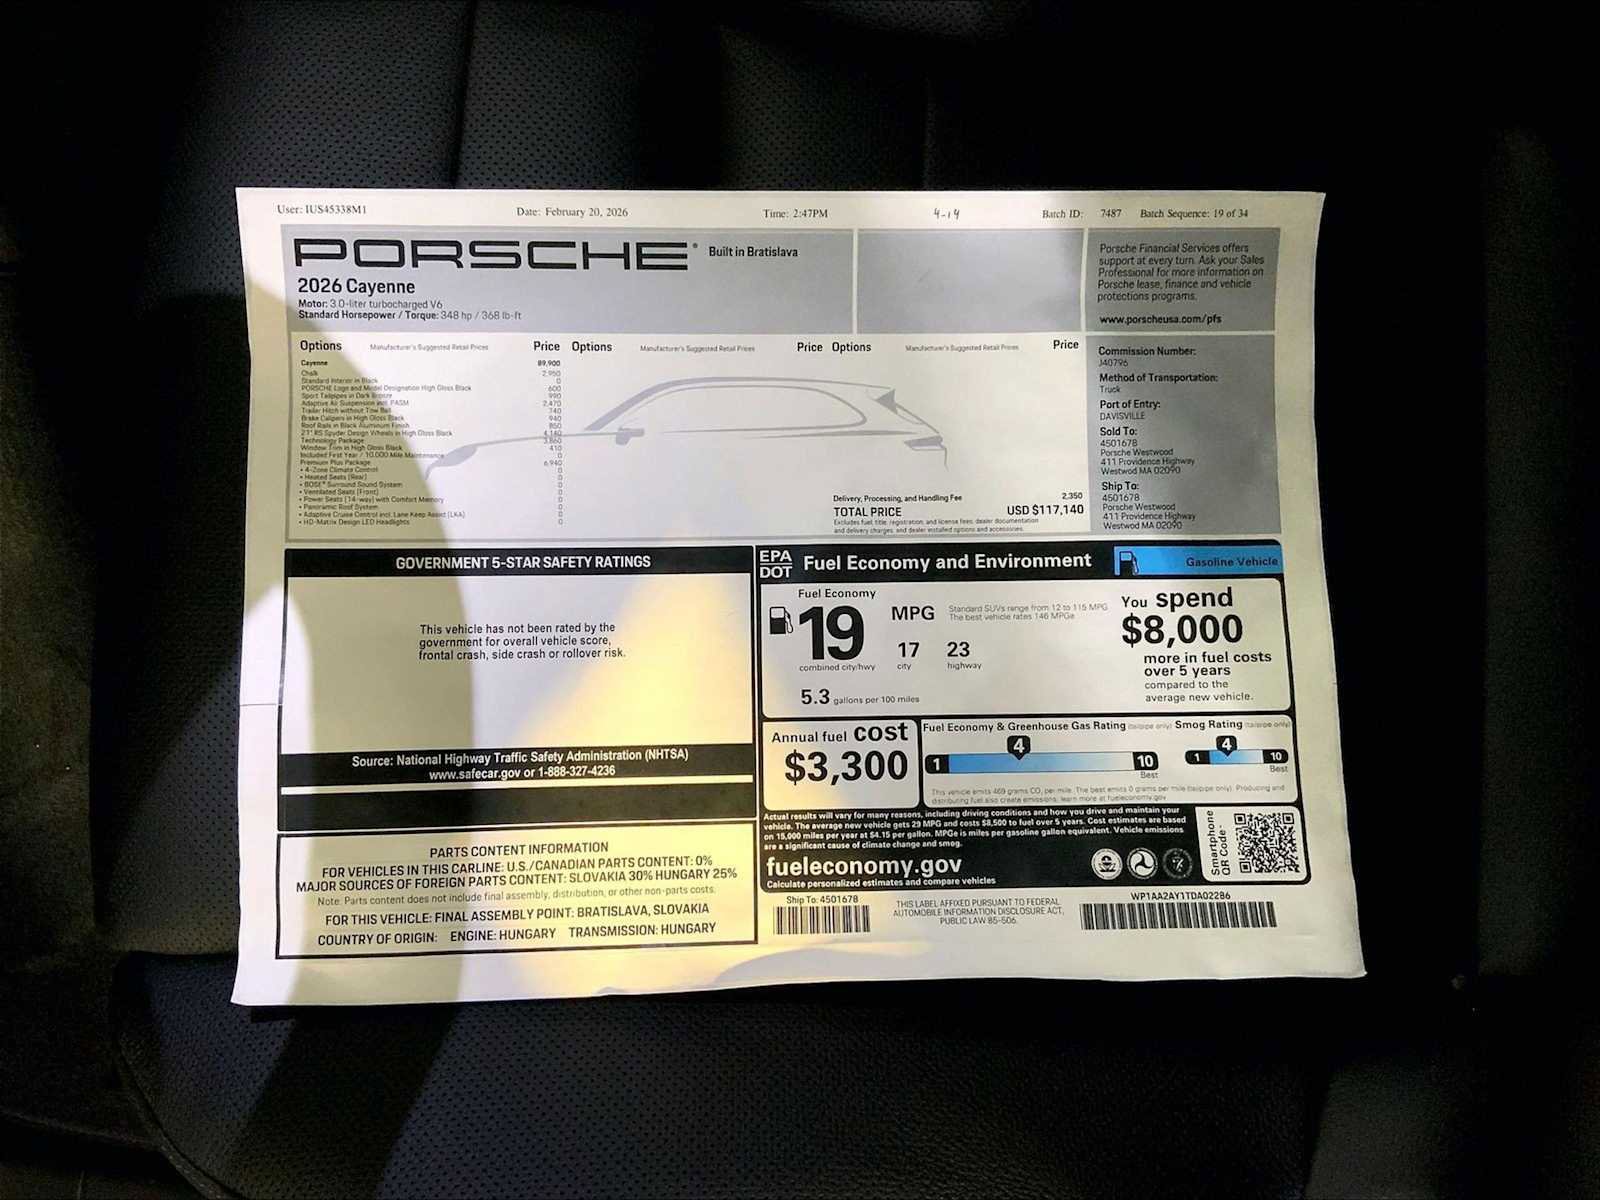 User: IUS45338M1 Date: February 20, 2026 Time: 2:47PM 4-14 Batch ID: 7487 Batch Sequence: 19 of 34
PORSCHE Built in Bratislava
2026 Cayenne
Motor: 3.0-liter turbocharged V6
Standard Horsepower / Torque: 348 hp / 368 lb-ft
Porsche Financial Services offers
support at every turn. Ask your Sales
Professional for more information on
Porsche lease, finance and vehicle
protections programs.
www.porscheusa.com/pfs
Options Manufacturer's Suggested Retail Prices Price Options Manufacturer's Suggested Retail Prices Price Options Manufacturer's Suggested Retail Prices Price
Cayenne 89,900
Chalk 2,950
Standard Interior in Black 0
PORSCHE Logo and Model Designation High Gloss Black 600
Sport Tailpipes in Dark Bronze 990
Adaptive Air Suspension incl. PASM 2,470
Trailer Hitch without Tow Ball 740
Brake Calipers in High Gloss Black 940
Roof Rails in Black Aluminum Finish 850
21" RS Spyder Design Wheels in High Gloss Black 4,140
Technology Package 3,860
Window Trim in High Gloss Black 410
Included First Year / 10,000 Mile Maintenance 0
Premium Plus Package 6,940
• 4-Zone Climate Control 0
• Heated Seats (Rear) 0
• BOSE® Surround Sound System 0
• Ventilated Seats (Front) 0
• Power Seats (14-way) with Comfort Memory 0
• Panoramic Roof System 0
• Adaptive Cruise Control incl. Lane Keep Assist (LKA) 0
• HD-Matrix Design LED Headlights 0
Delivery, Processing, and Handling Fee 2,350
TOTAL PRICE USD $117,140
Excludes fuel, title, registration, and license fees, dealer documentation
and delivery charges, and dealer installed options and accessories.
Commission Number:
J40796
Method of Transportation:
Truck
Port of Entry:
DAVISVILLE
Sold To:
4501678
Porsche Westwood
411 Providence Highway
Westwod MA 02090
Ship To:
4501678
Porsche Westwood
411 Providence Highway
Westwod MA 02090
GOVERNMENT 5-STAR SAFETY RATINGS
This vehicle has not been rated by the
government for overall vehicle score,
frontal crash, side crash or rollover risk.
Source: National Highway Traffic Safety Administration (NHTSA)
www.safecar.gov or 1-888-327-4236
PARTS CONTENT INFORMATION
FOR VEHICLES IN THIS CARLINE: U.S./CANADIAN PARTS CONTENT: 0%
MAJOR SOURCES OF FOREIGN PARTS CONTENT: SLOVAKIA 30% HUNGARY 25%
Note: Parts content does not include final assembly, distribution, or other non-parts costs.
FOR THIS VEHICLE: FINAL ASSEMBLY POINT: BRATISLAVA, SLOVAKIA
COUNTRY OF ORIGIN: ENGINE: HUNGARY TRANSMISSION: HUNGARY
EPA
DOT Fuel Economy and Environment Gasoline Vehicle
Fuel Economy
19 MPG
combined city/hwy
17 city
23 highway
5.3 gallons per 100 miles
Standard SUVs range from 12 to 115 MPG
The best vehicle rates 146 MPGe
You spend
$8,000
more in fuel costs
over 5 years
compared to the
average new vehicle.
Annual fuel cost
$3,300
Fuel Economy & Greenhouse Gas Rating (tailpipe only) Smog Rating (tailpipe only)
4 4
1 10 1 10
Best Best
This vehicle emits 469 grams CO₂ per mile. The best emits 0 grams per mile (tailpipe only). Producing and
distributing fuel also create emissions; learn more at fueleconomy.gov
Actual results will vary for many reasons, including driving conditions and how you drive and maintain your
vehicle. The average new vehicle gets 29 MPG and costs $8,500 to fuel over 5 years. Cost estimates are based
on 15,000 miles per year at $4.15 per gallon. MPGe is miles per gasoline gallon equivalent. Vehicle emissions
are a significant cause of climate change and smog.
fueleconomy.gov
Calculate personalized estimates and compare vehicles
Smartphone
QR Code
Ship To: 4501678
THIS LABEL AFFIXED PURSUANT TO FEDERAL
AUTOMOBILE INFORMATION DISCLOSURE ACT,
PUBLIC LAW 85-506.
WP1AA2AY1TDA02286